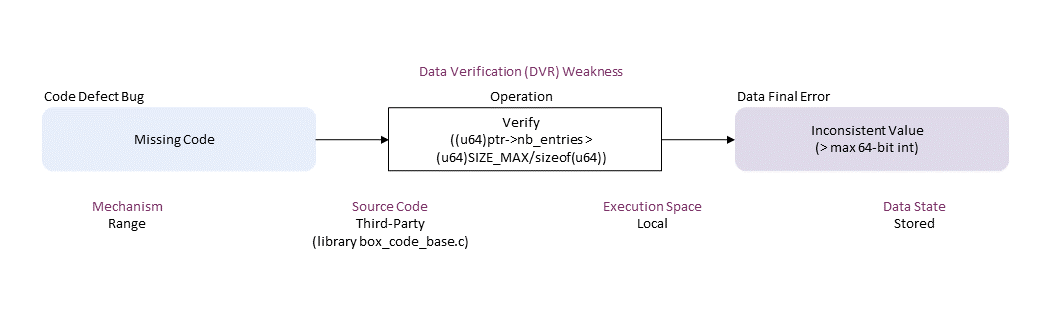 Data Verification (DVR) Weakness
Code Defect Bug
Operation
Data Final Error
Missing Code
Verify
((u64)ptr->nb_entries >
(u64)SIZE_MAX/sizeof(u64))
Inconsistent Value
(> max 64-bit int)
Mechanism
Range
Source Code
Third-Party
(library box_code_base.c)
Execution Space
Local
Data State
Stored